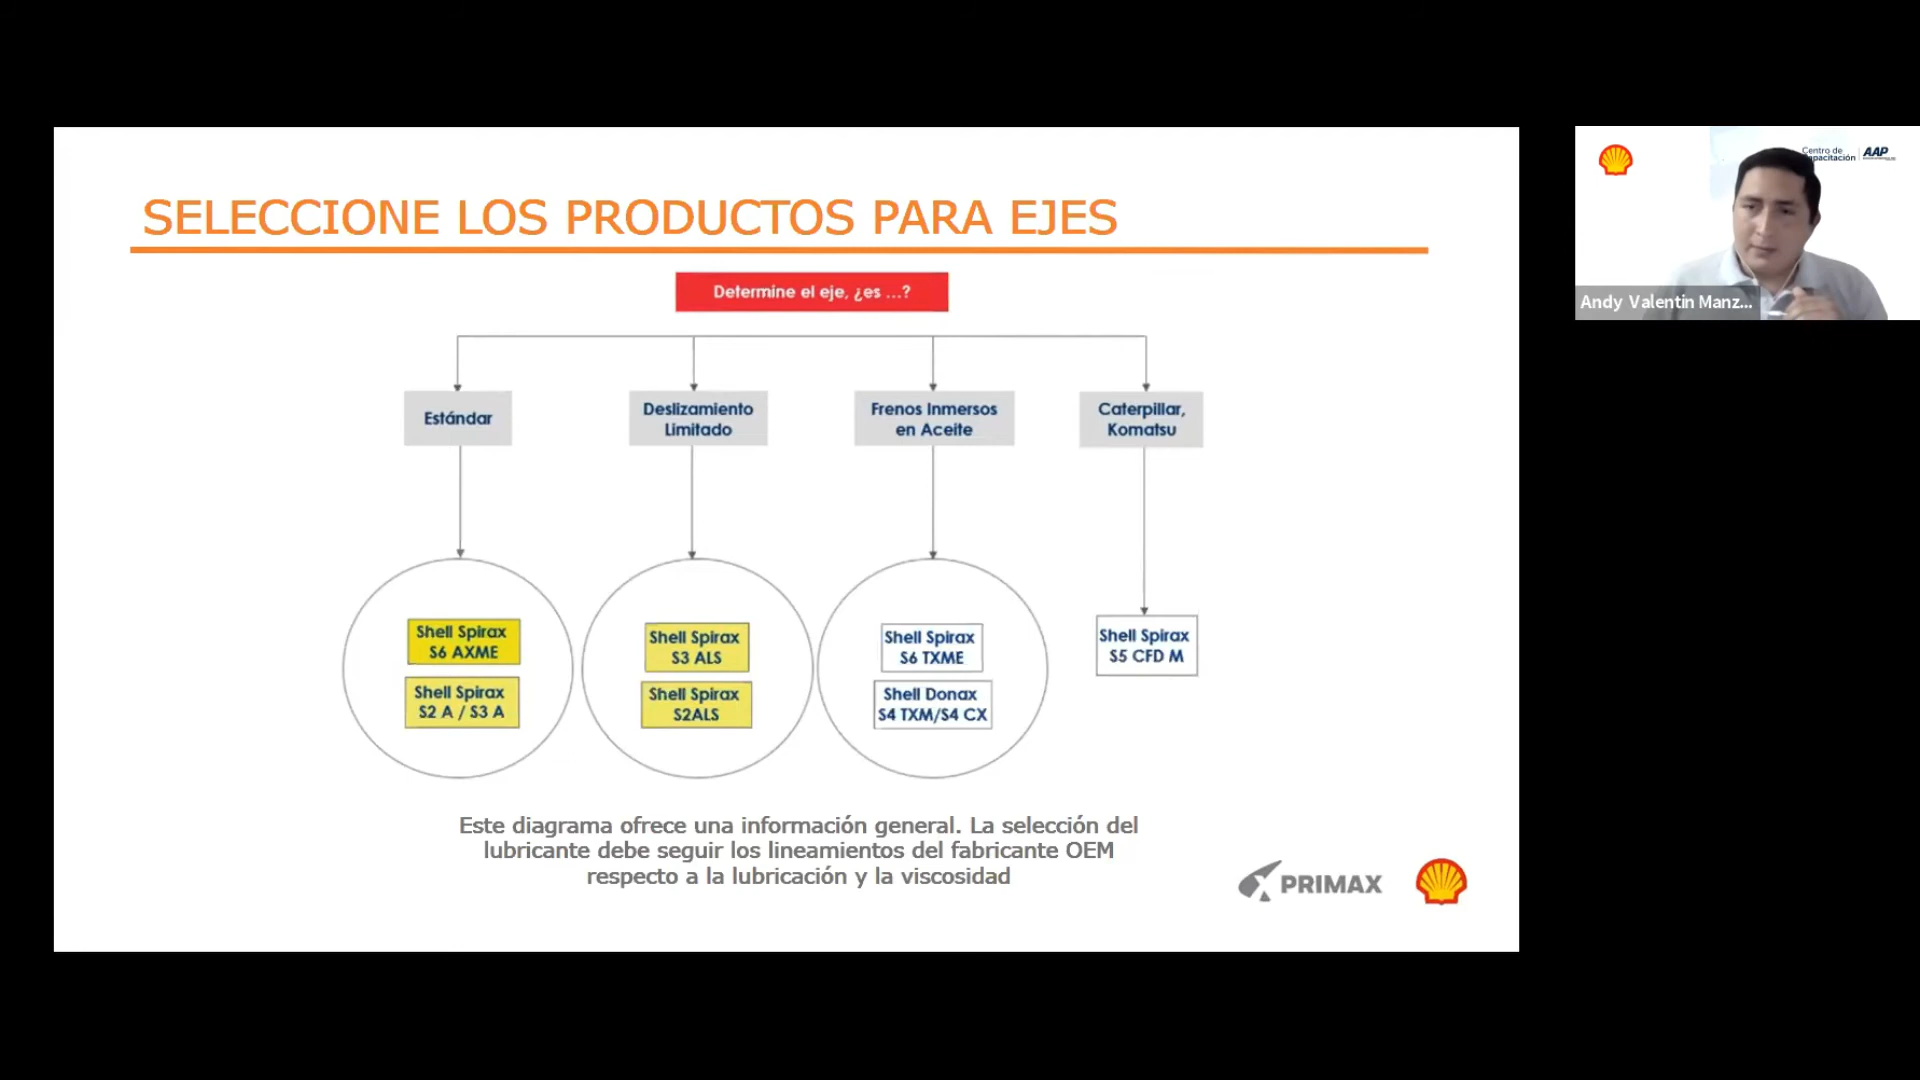 SELECCIONE LOS PRODUCTOS PARA EJES
Determine el eje, ¿es ...?
Estándar
Deslizamiento
Limitado
Frenos Inmersos
en Aceite
Caterpillar,
Komatsu
Shell Spirax
S6 AXME
Shell Spirax
S2 A / S3 A
Shell Spirax
S3 ALS
Shell Spirax
S2ALS
Shell Spirax
S6 TXME
Shell Donax
S4 TXM/S4 CX
Shell Spirax
S5 CFD M
Este diagrama ofrece una información general. La selección del
lubricante debe seguir los lineamientos del fabricante OEM
respecto a la lubricación y la viscosidad
PRIMAX
Centro de
apacitación
AAP
Andy Valentin Manz...